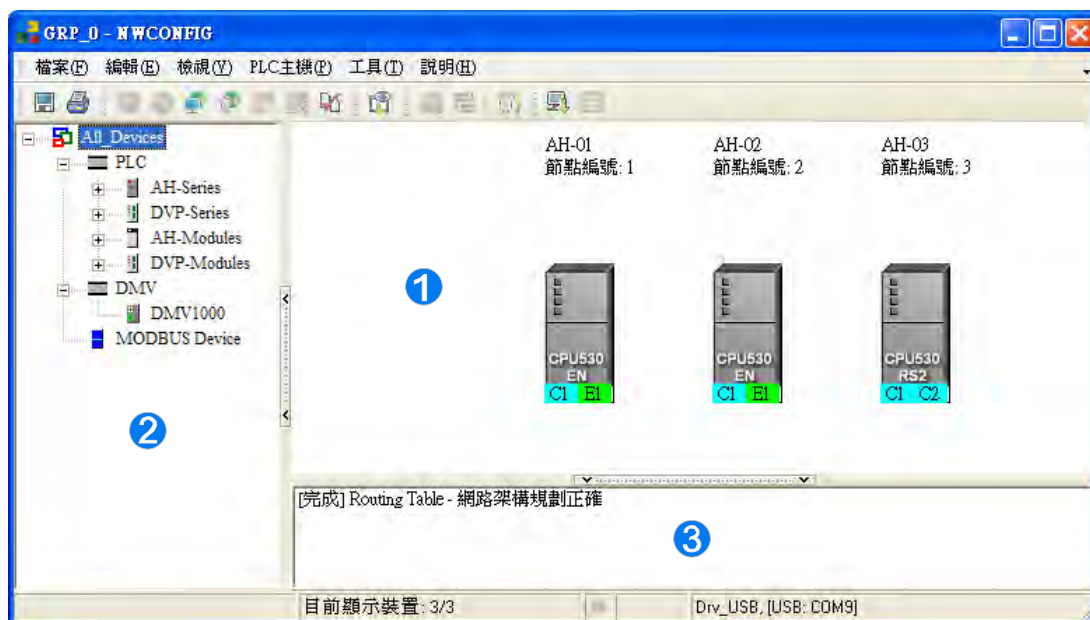 GRP_0 - NWCONFIG
檔案(F) 編輯(E) 檢視(V) PLC主機(P) 工具(T) 說明(H)
All_Devices
PLC
AH-Series
DVP-Series
AH-Modules
DVP-Modules
DMV
DMV1000
MODBUS Device
2
AH-01
節點編號: 1
AH-02
節點編號: 2
AH-03
節點編號: 3
1
CPU530
EN
C1 E1
CPU530
EN
C1 E1
CPU530
RS2
C1 C2
[完成] Routing Table - 網路架構規劃正確
3
目前顯示裝置: 3/3
Drv_USB, [USB: COM9]